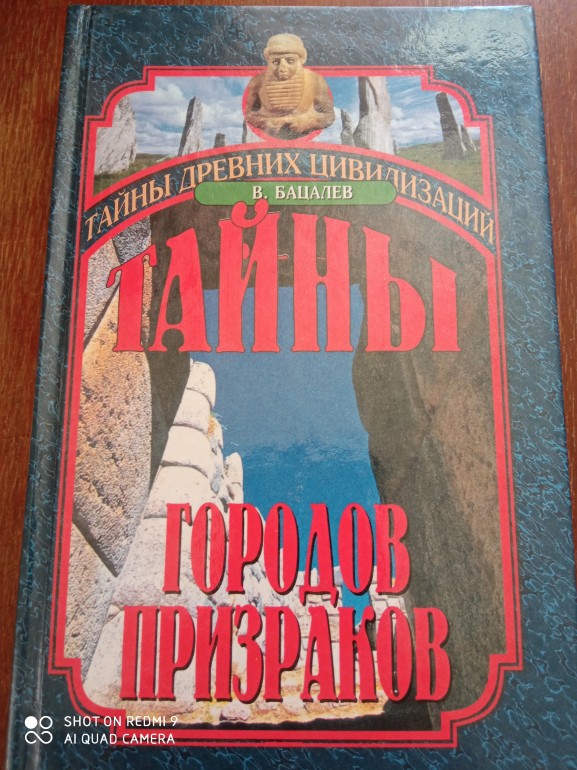 ТАЙНЫ ДРЕВНИХ ЦИВИЛИЗАЦИЙ
В. БАЦАЛЕВ
ТАЙНЫ
ГОРОДОВ
ПРИЗРАКОВ
SHOT ON REDMI 9
AI QUAD CAMERA